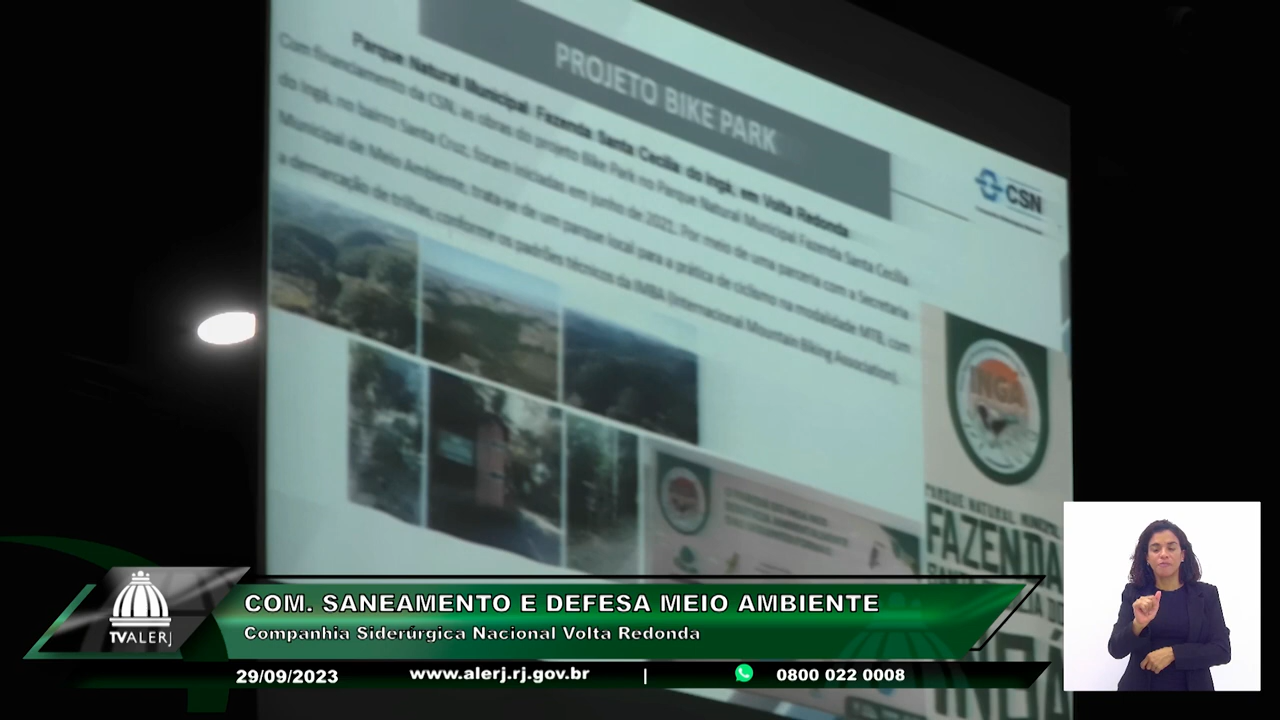 PROJETO BIKE PARK
Parque Natural Municipal Fazenda Santa Cecília do Ingá, em Volta Redonda
Com financiamento da CSN, as obras do projeto Bike Park no Parque Natural Municipal Fazenda Santa Cecília
do Ingá, no bairro Santa Cruz, foram iniciadas em junho de 2021. Por meio de uma parceria com a Secretaria
Municipal de Meio Ambiente, trata-se de um parque local para a prática de ciclismo na modalidade MTB, com
a demarcação de trilhas, conforme os padrões técnicos da IMBA (Internacional Mountain Biking Association).
CSN
INGÁ
PARQUE NATURAL MUNICIPAL
FAZENDA
INGÁ
COM. SANEAMENTO E DEFESA MEIO AMBIENTE
Companhia Siderúrgica Nacional Volta Redonda
TVALERJ
29/09/2023 www.alerj.rj.gov.br | 0800 022 0008